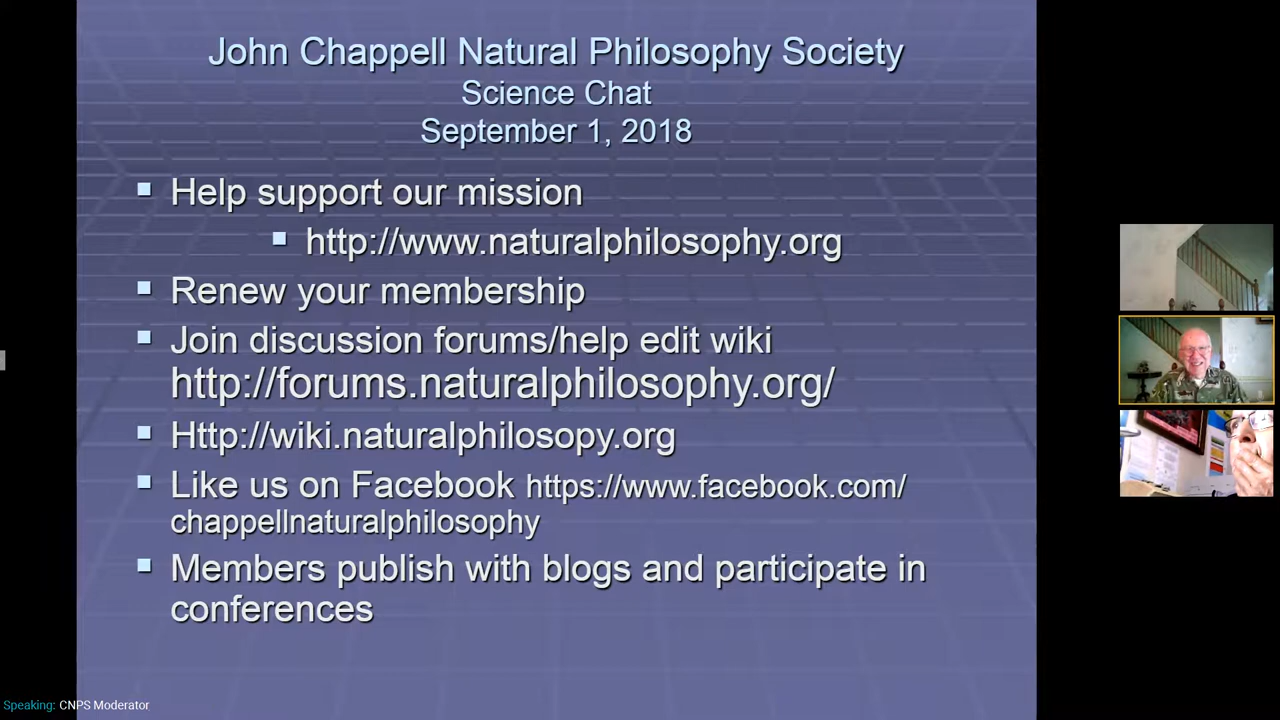 John Chappell Natural Philosophy Society
Science Chat
September 1, 2018
Help support our mission
http://www.naturalphilosophy.org
Renew your membership
Join discussion forums/help edit wiki
http://forums.naturalphilosophy.org/
Http://wiki.naturalphilosopy.org
Like us on Facebook https://www.facebook.com/
chappellnaturalphilosophy
Members publish with blogs and participate in
conferences
Speaking: CNPS Moderator